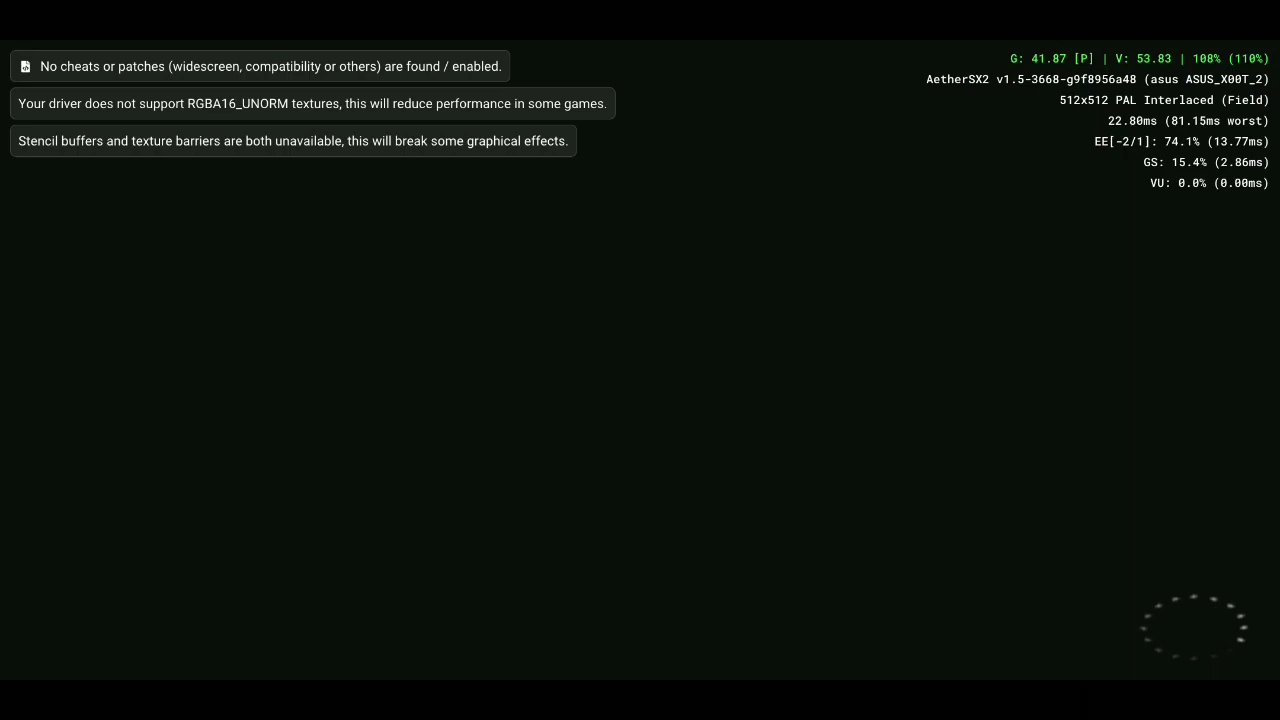 No cheats or patches (widescreen, compatibility or others) are found / enabled.
Your driver does not support RGBA16_UNORM textures, this will reduce performance in some games.
Stencil buffers and texture barriers are both unavailable, this will break some graphical effects.
G: 41.87 [P] | V: 53.83 | 108% (110%)
AetherSX2 v1.5-3668-g9f8956a48 (asus ASUS_X00T_2)
512x512 PAL Interlaced (Field)
22.80ms (81.15ms worst)
EE[-2/1]: 74.1% (13.77ms)
GS: 15.4% (2.86ms)
VU: 0.0% (0.00ms)